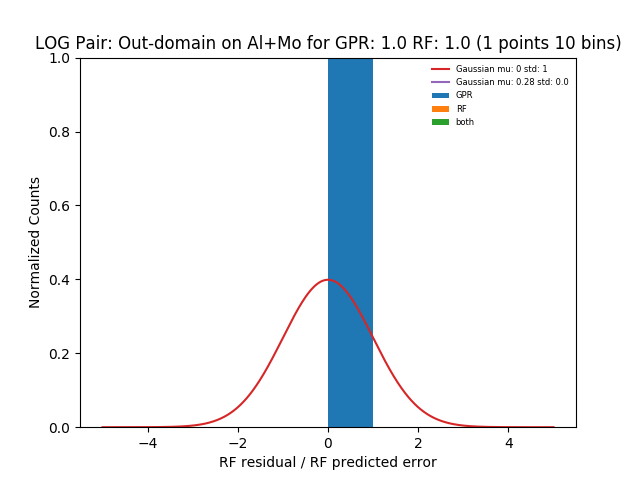 LOG Pair: Out-domain on Al+Mo for GPR: 1.0 RF: 1.0 (1 points 10 bins)
1.0
0.8
0.6
0.4
0.2
0.0
Normalized Counts
Gaussian mu: 0 std: 1
Gaussian mu: 0.28 std: 0.0
GPR
RF
both
−4
−2
0
2
4
RF residual / RF predicted error